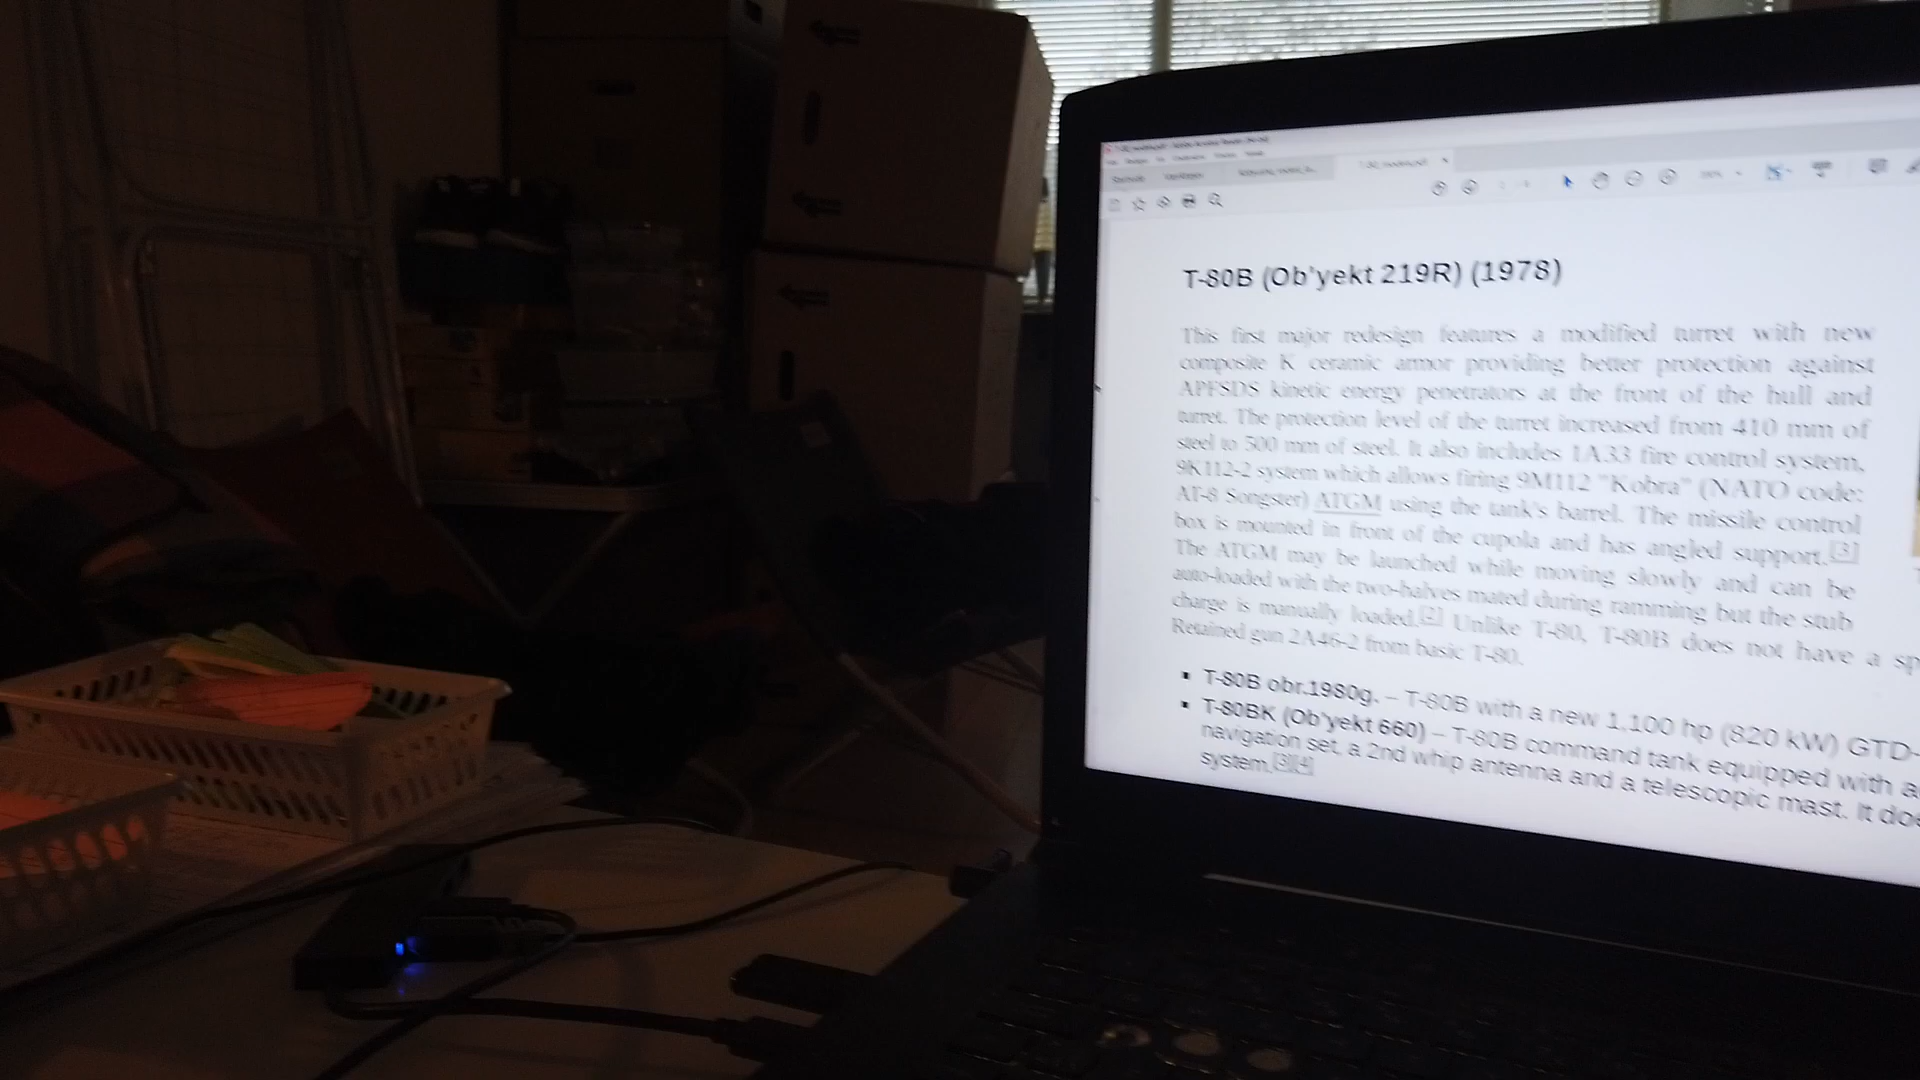 T-80B (Ob'yekt 219R) (1978)
This first major redesign features a modified turret with new
composite K ceramic armor providing better protection against
APFSDS kinetic energy penetrators at the front of the hull and
turret. The protection level of the turret increased from 410 mm of
steel to 500 mm of steel. It also includes 1A33 fire control system,
9K112-2 system which allows firing 9M112 "Kobra" (NATO code:
AT-8 Songster) ATGM using the tank's barrel. The missile control
box is mounted in front of the cupola and has angled support.[3]
The ATGM may be launched while moving slowly and can be
auto-loaded with the two-halves mated during ramming but the stub
charge is manually loaded.[2] Unlike T-80, T-80B does not have a sp
Retained gun 2A46-2 from basic T-80.
▪ T-80B obr.1980g. – T-80B with a new 1,100 hp (820 kW) GTD-
▪ T-80BK (Ob'yekt 660) – T-80B command tank equipped with a
navigation set, a 2nd whip antenna and a telescopic mast. It doe
system.[3][4]